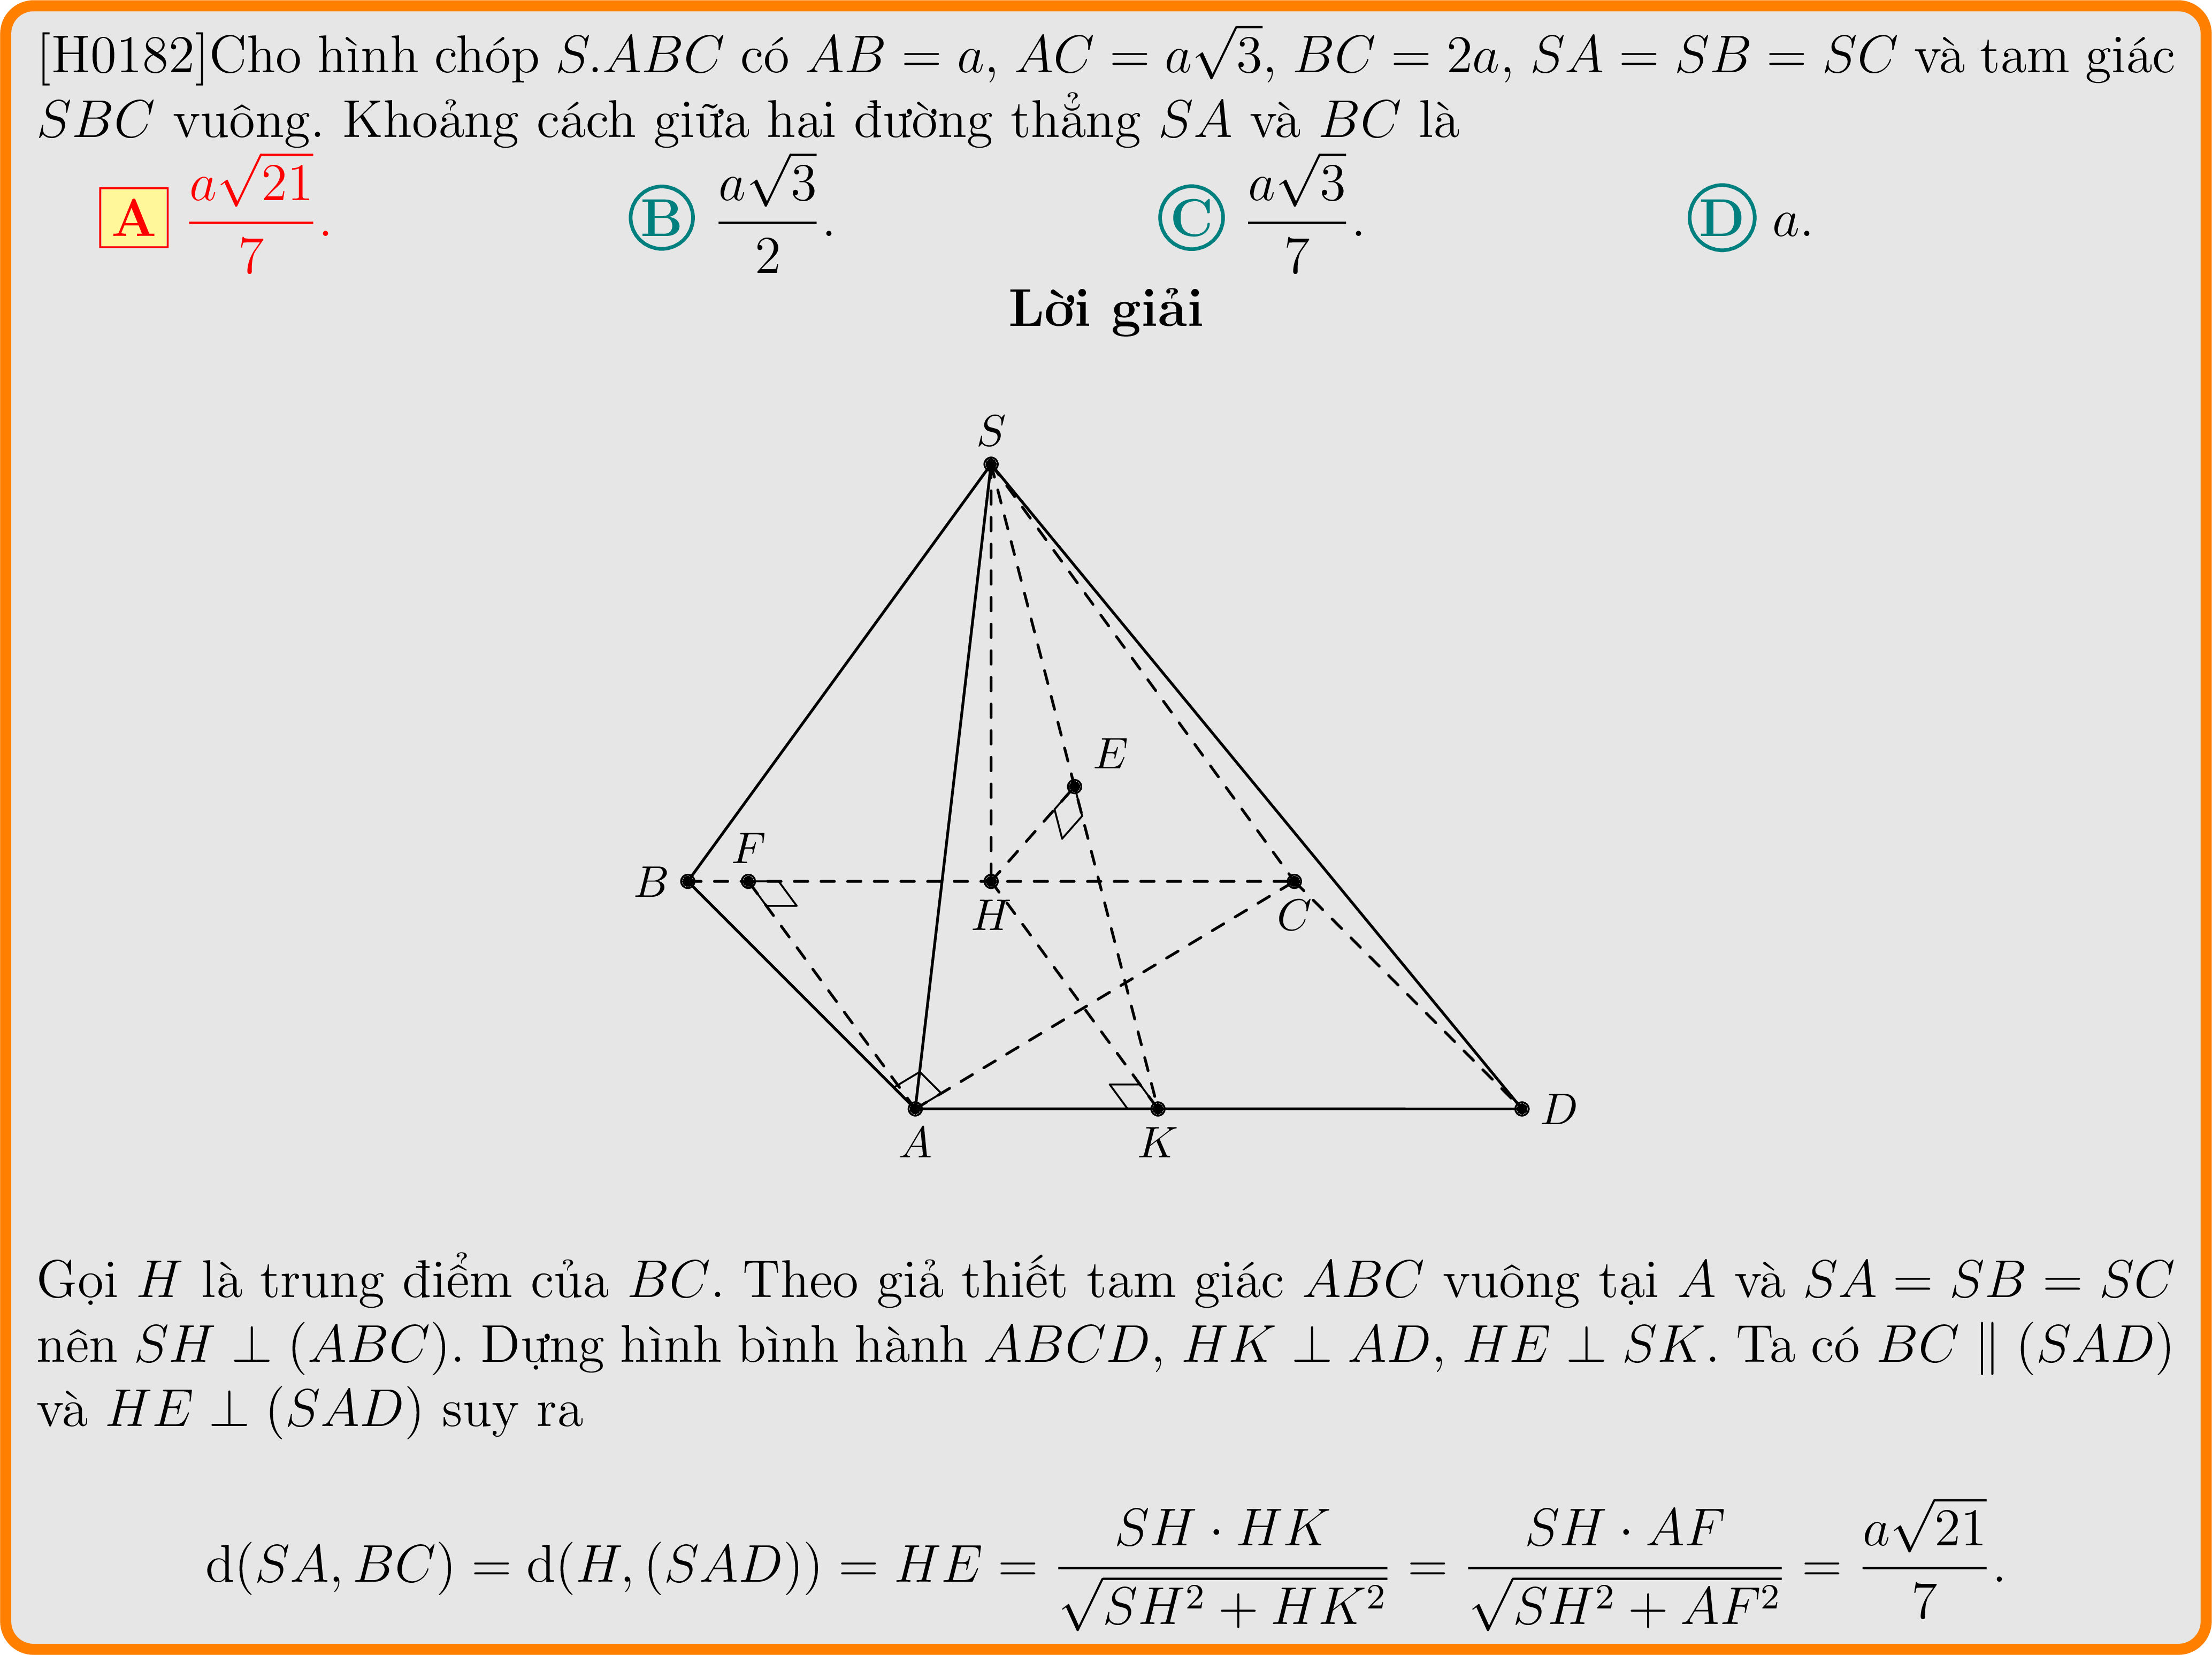 [H0182]Cho hình chóp S.ABC có AB = a, AC = a√3, BC = 2a, SA = SB = SC và tam giác
SBC vuông. Khoảng cách giữa hai đường thẳng SA và BC là
A a√21/7. B a√3/2. C a√3/7. D a.
Lời giải
S
E
F
B
H
C
D
A
K
Gọi H là trung điểm của BC. Theo giả thiết tam giác ABC vuông tại A và SA = SB = SC
nên SH ⊥ (ABC). Dựng hình bình hành ABCD, HK ⊥ AD, HE ⊥ SK. Ta có BC ∥ (SAD)
và HE ⊥ (SAD) suy ra
d(SA, BC) = d(H, (SAD)) = HE = SH · HK/√(SH² + HK²) = SH · AF/√(SH² + AF²) = a√21/7.